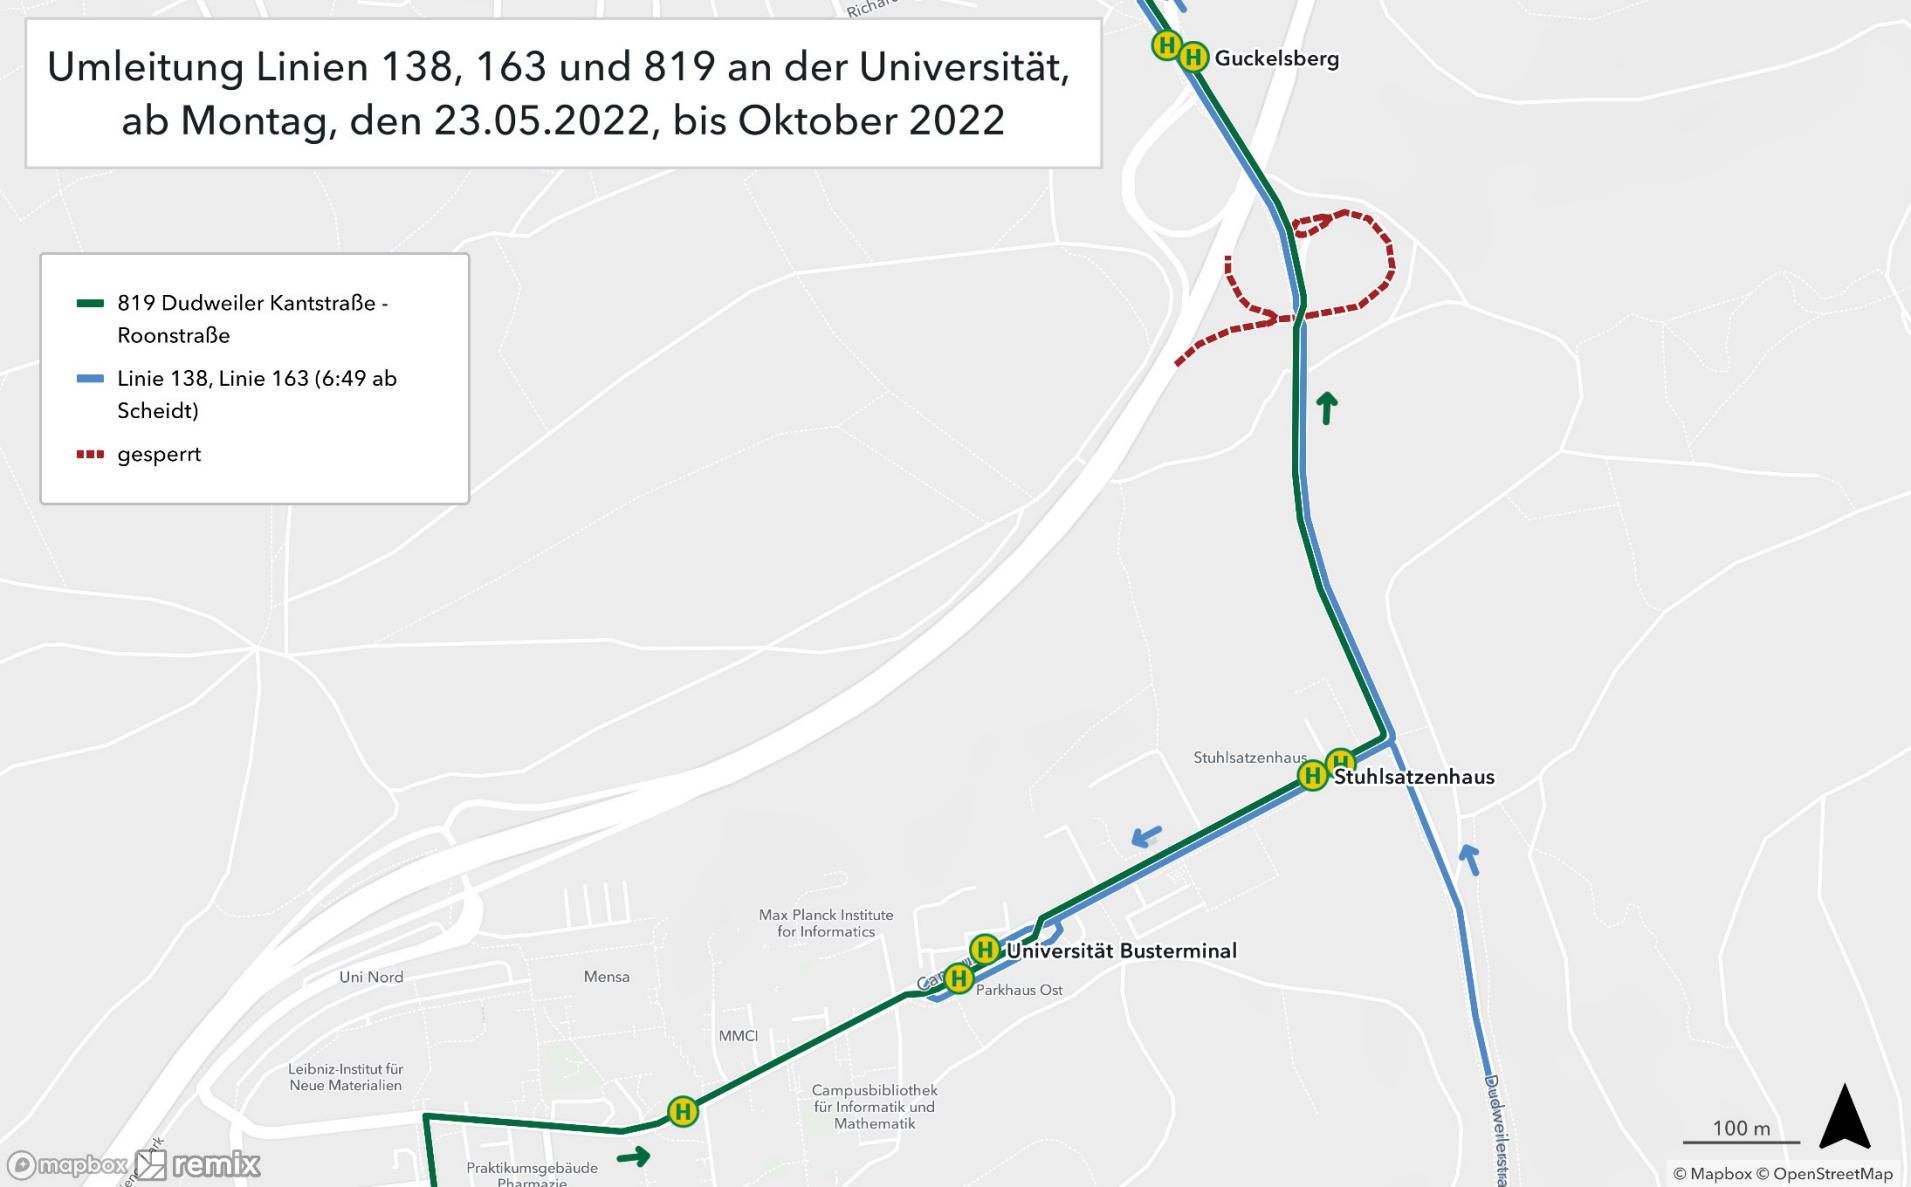 Richard
Umleitung Linien 138, 163 und 819 an der Universität,
ab Montag, den 23.05.2022, bis Oktober 2022
H H Guckelsberg
819 Dudweiler Kantstraße -
Roonstraße
Linie 138, Linie 163 (6:49 ab
Scheidt)
gesperrt
Stuhlsatzenhaus
H H Stuhlsatzenhaus
Max Planck Institute
for Informatics
H Universität Busterminal
Uni Nord
Mensa
H Parkhaus Ost
MMCI
Leibniz-Institut für
Neue Materialien
Campusbibliothek
für Informatik und
Mathematik
H
Dudweilerstra
100 m
mapbox remix
Praktikumsgebäude
Pharmazie
© Mapbox © OpenStreetMap